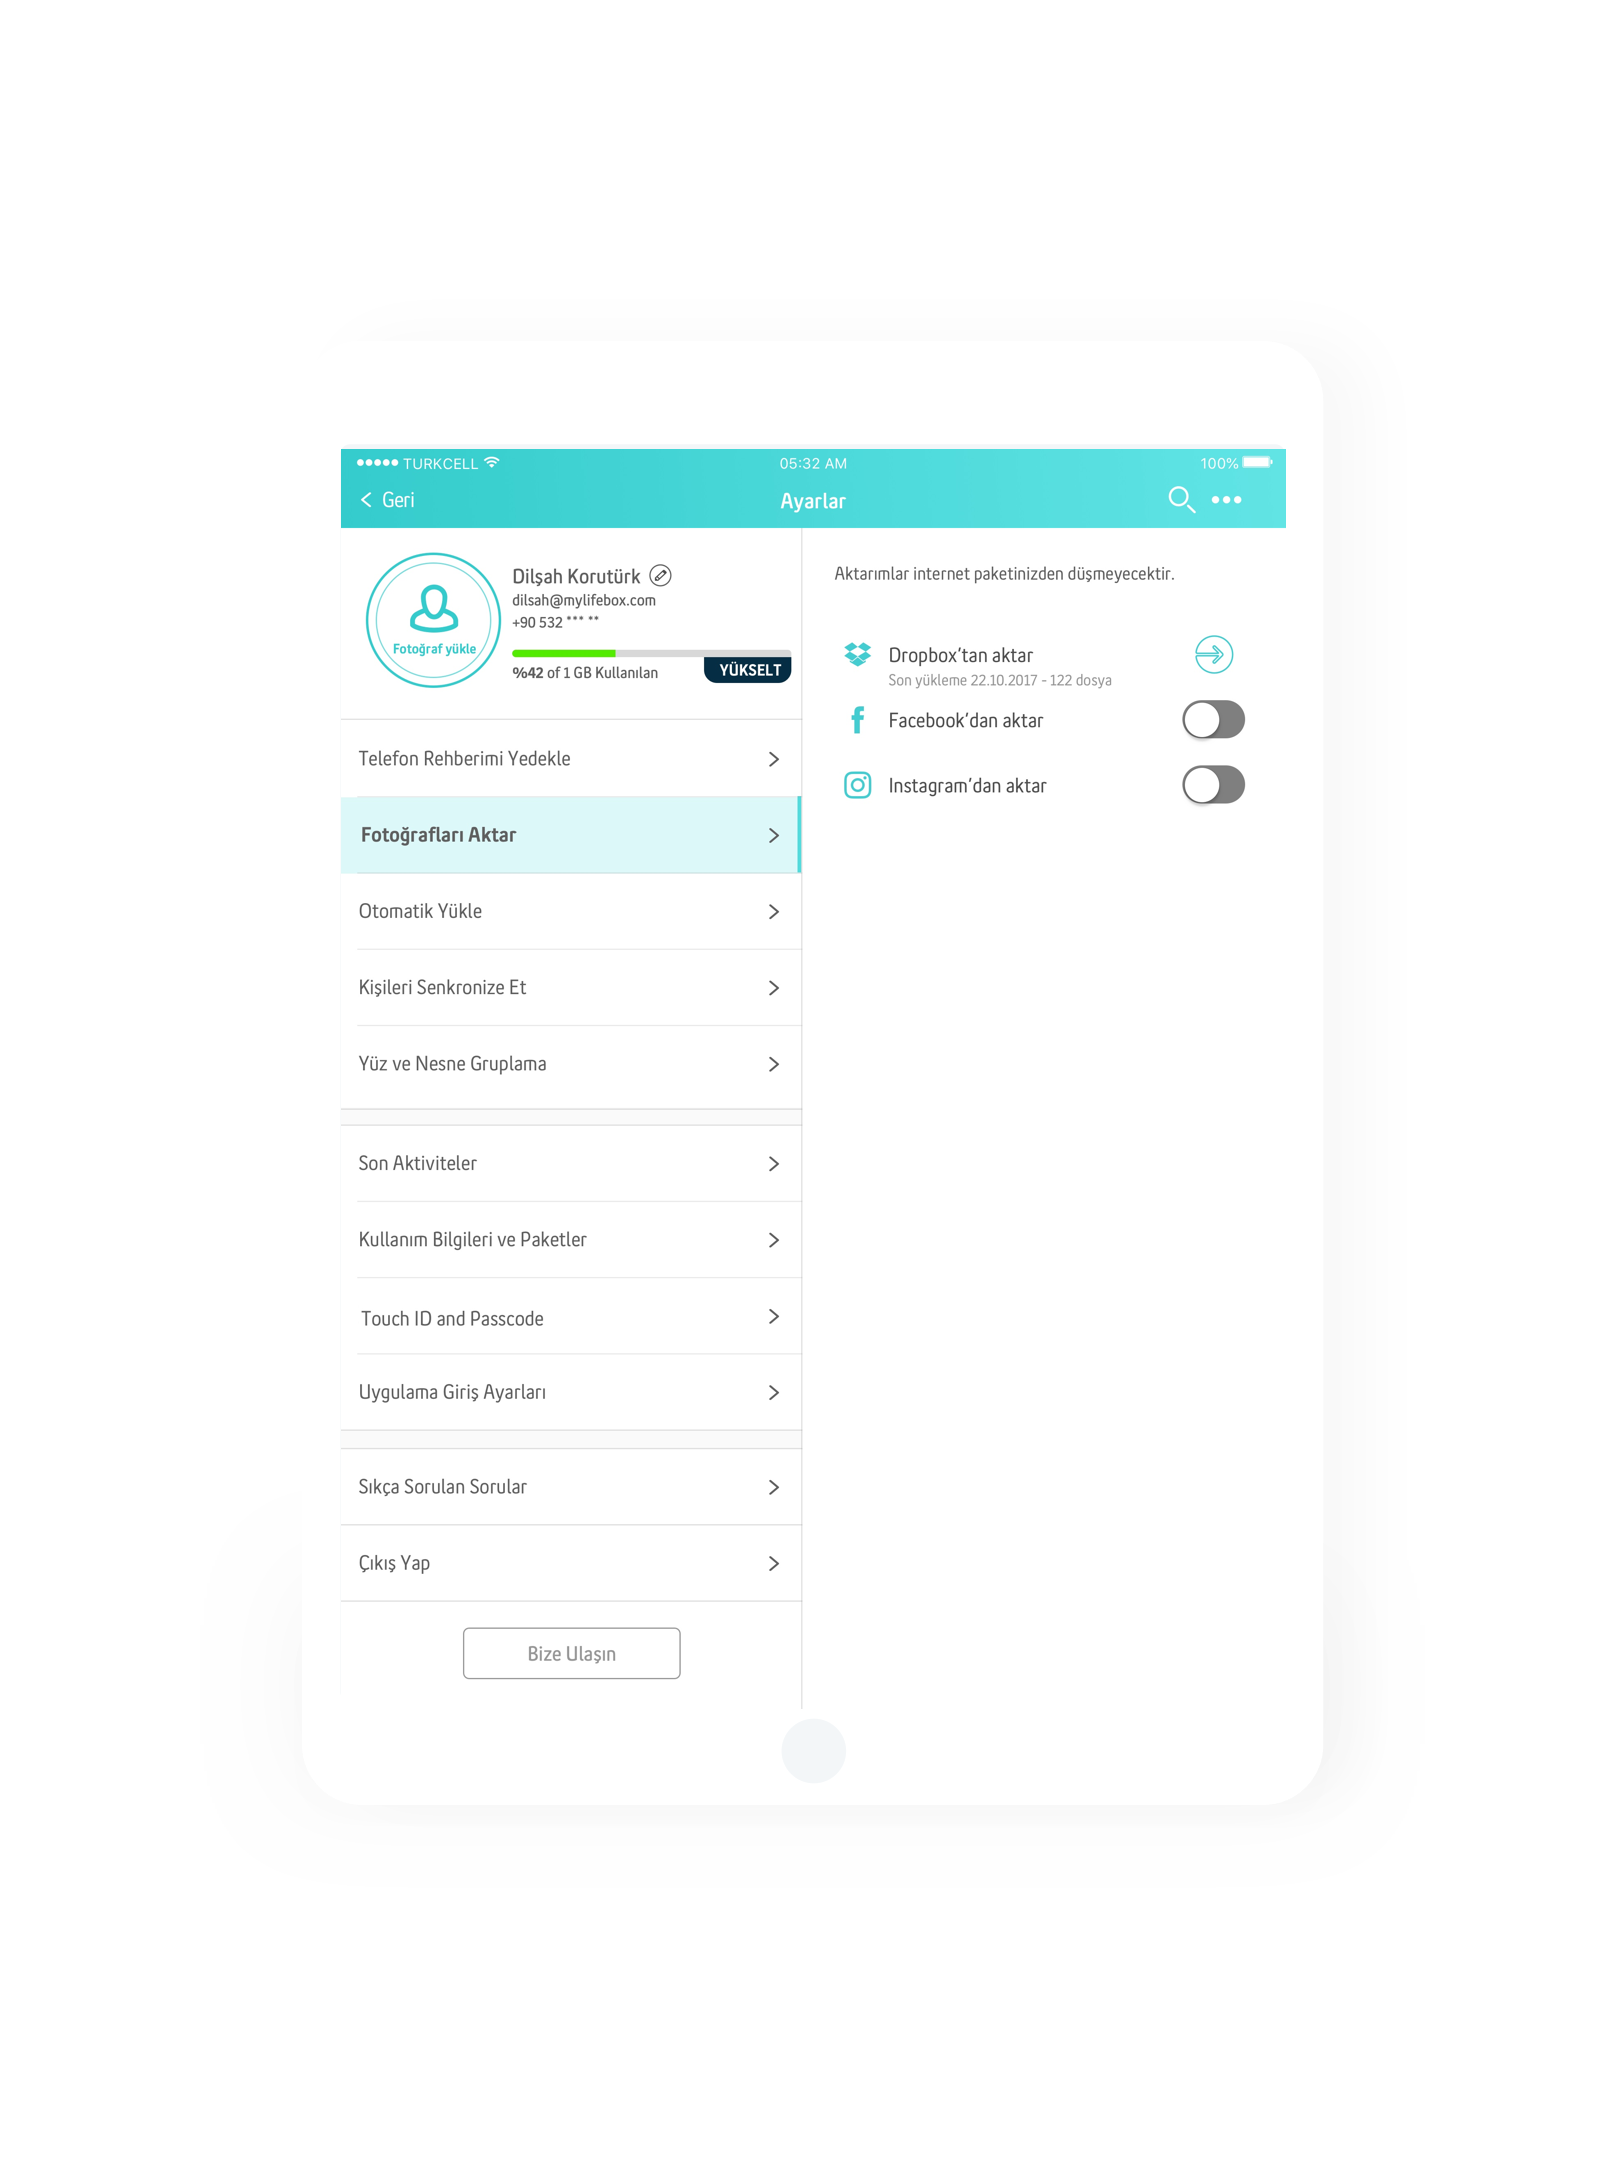 TURKCELL
05:32 AM
100%
Geri
Ayarlar
Fotoğraf yükle
Dilşah Korutürk
dilsah@mylifebox.com
+90 532 *** **
%42 of 1 GB Kullanılan
YÜKSELT
Telefon Rehberimi Yedekle
Fotoğrafları Aktar
Otomatik Yükle
Kişileri Senkronize Et
Yüz ve Nesne Gruplama
Son Aktiviteler
Kullanım Bilgileri ve Paketler
Touch ID and Passcode
Uygulama Giriş Ayarları
Sıkça Sorulan Sorular
Çıkış Yap
Bize Ulaşın
Aktarımlar internet paketinizden düşmeyecektir.
Dropbox'tan aktar
Son yükleme 22.10.2017 - 122 dosya
Facebook'dan aktar
Instagram'dan aktar